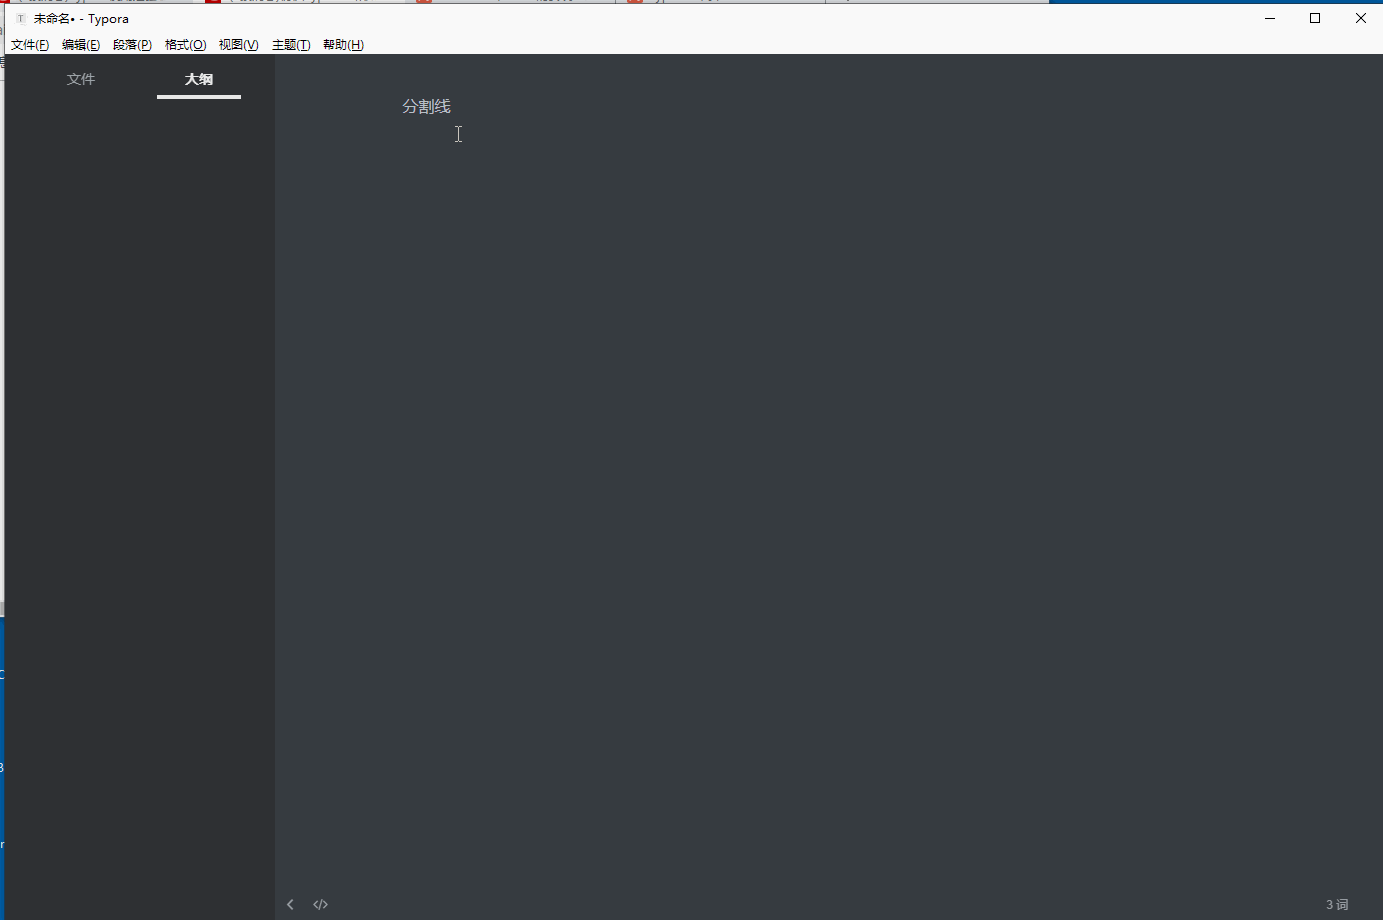 未命名• - Typora
文件(F) 编辑(E) 段落(P) 格式(O) 视图(V) 主题(T) 帮助(H)
文件 大纲
分割线
3 词